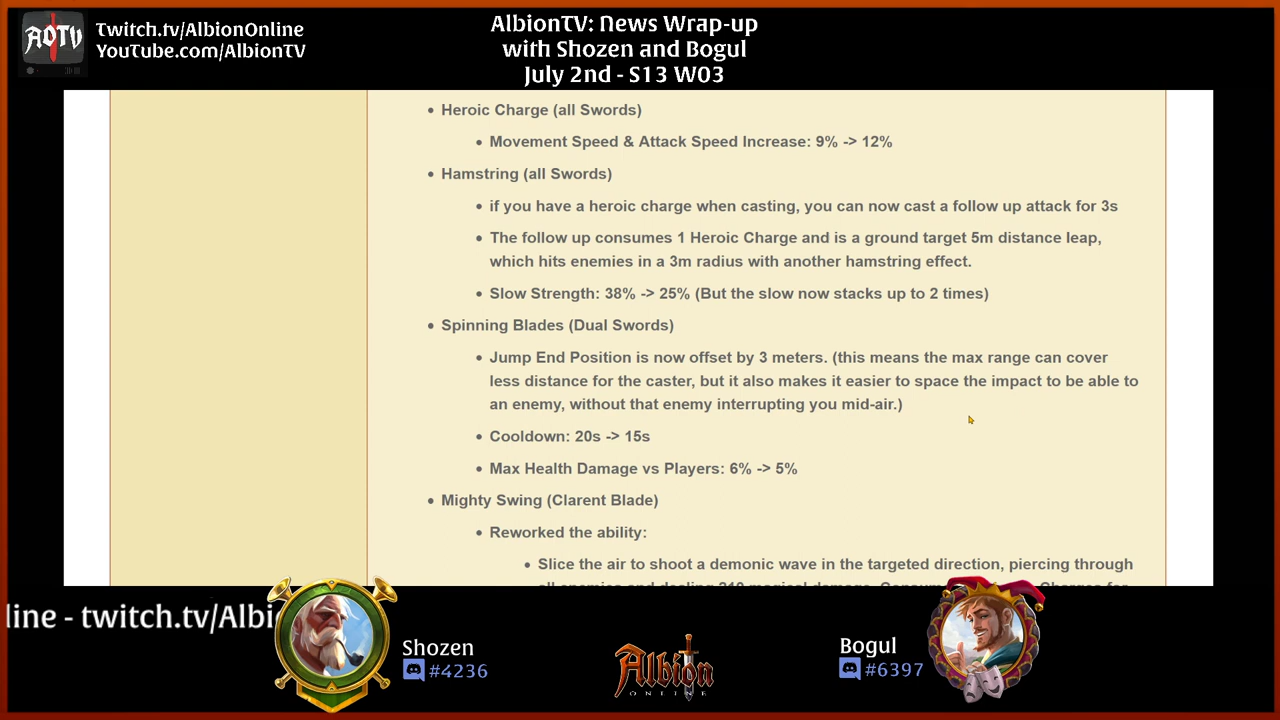 AOTV
Twitch.tv/AlbionOnline
YouTube.com/AlbionTV
AlbionTV: News Wrap-up
with Shozen and Bogul
July 2nd - S13 W03
• Heroic Charge (all Swords)
• Movement Speed & Attack Speed Increase: 9% -> 12%
• Hamstring (all Swords)
• if you have a heroic charge when casting, you can now cast a follow up attack for 3s
• The follow up consumes 1 Heroic Charge and is a ground target 5m distance leap,
which hits enemies in a 3m radius with another hamstring effect.
• Slow Strength: 38% -> 25% (But the slow now stacks up to 2 times)
• Spinning Blades (Dual Swords)
• Jump End Position is now offset by 3 meters. (this means the max range can cover
less distance for the caster, but it also makes it easier to space the impact to be able to
an enemy, without that enemy interrupting you mid-air.)
• Cooldown: 20s -> 15s
• Max Health Damage vs Players: 6% -> 5%
• Mighty Swing (Clarent Blade)
• Reworked the ability:
• Slice the air to shoot a demonic wave in the targeted direction, piercing through
line - twitch.tv/Albi
Shozen
#4236
Albion
ONLINE
Bogul
#6397